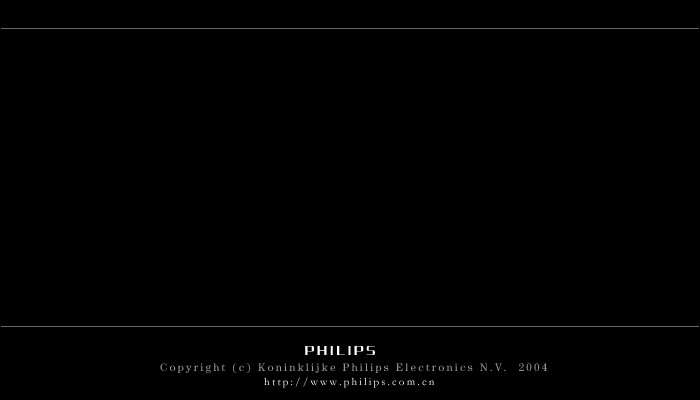 PHILIPS
Copyright (c) Koninklijke Philips Electronics N.V. 2004
http://www.philips.com.cn